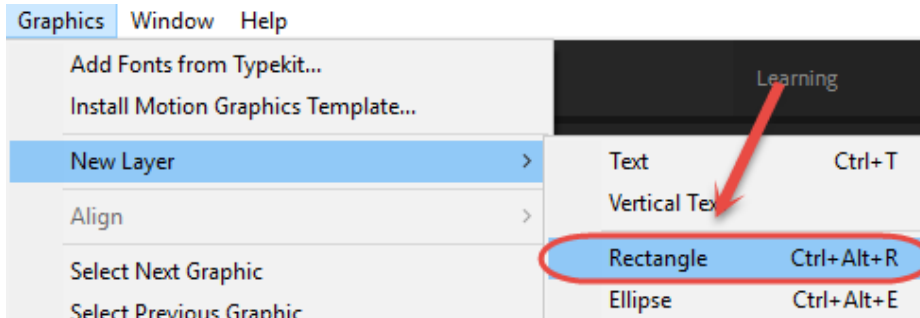 Graphics Window Help
Add Fonts from Typekit...
Learning
Install Motion Graphics Template...
New Layer >
Text Ctrl+T
Vertical Tex
Align >
Rectangle Ctrl+Alt+R
Select Next Graphic
Ellipse Ctrl+Alt+E
Select Previous Graphic